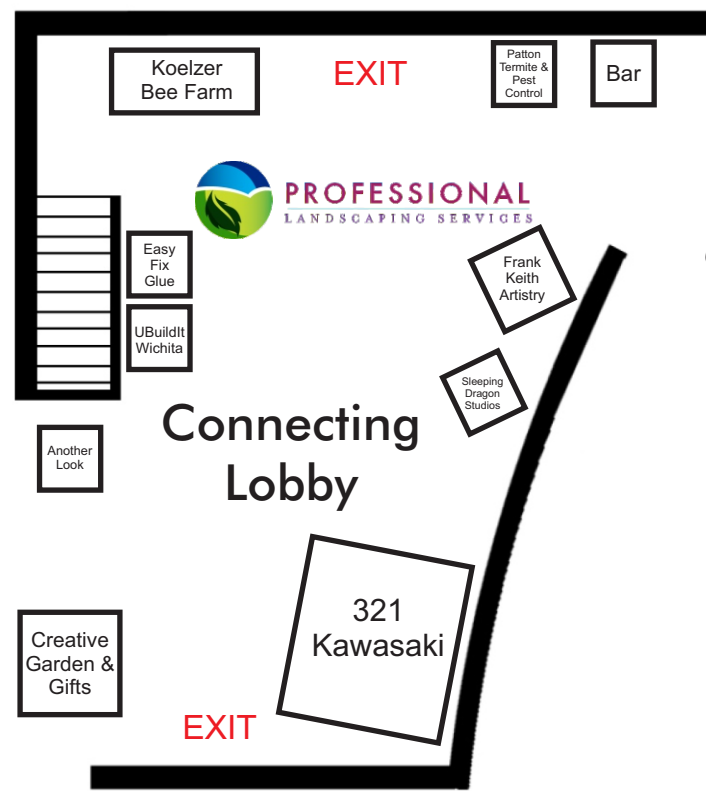 Koelzer
Bee Farm
EXIT
Patton
Termite &
Pest
Control
Bar
PROFESSIONAL
LANDSCAPING SERVICES
Easy
Fix
Glue
Frank
Keith
Artistry
UBuildIt
Wichita
Sleeping
Dragon
Studios
Connecting
Lobby
Another
Look
321
Kawasaki
Creative
Garden &
Gifts
EXIT